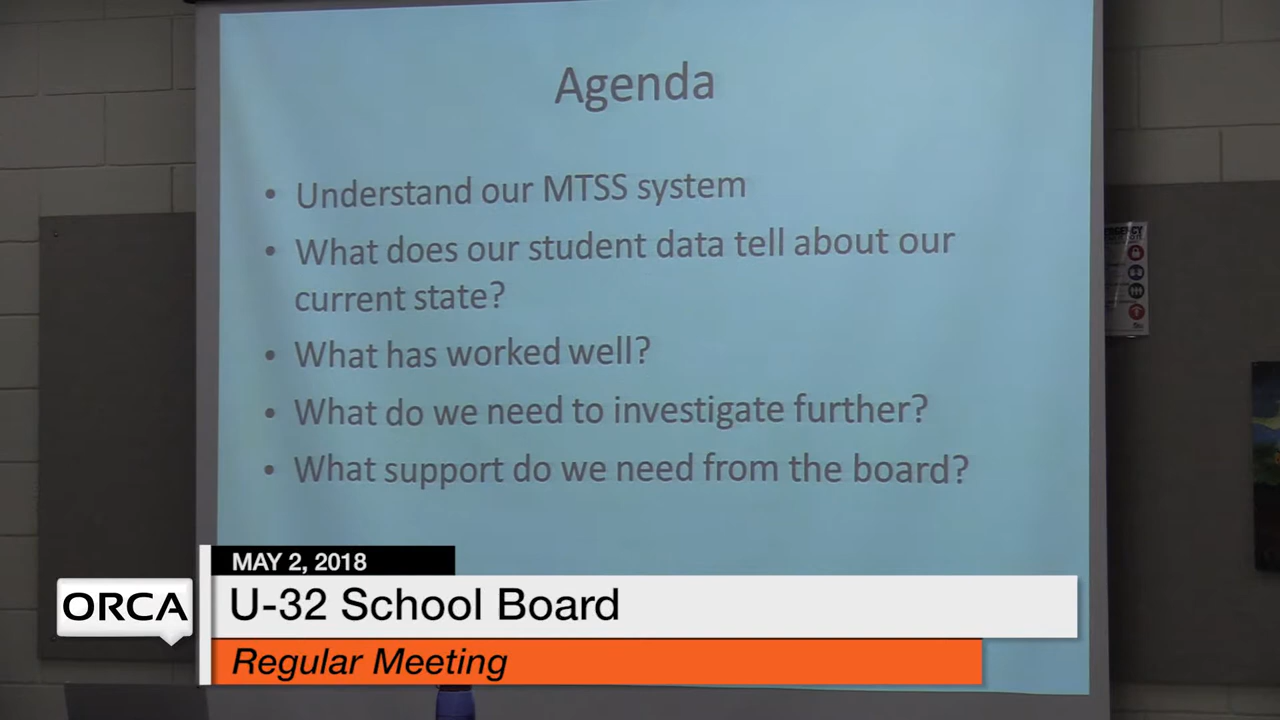 Agenda
• Understand our MTSS system
• What does our student data tell about our
current state?
• What has worked well?
• What do we need to investigate further?
• What support do we need from the board?
MAY 2, 2018
ORCA
U-32 School Board
Regular Meeting